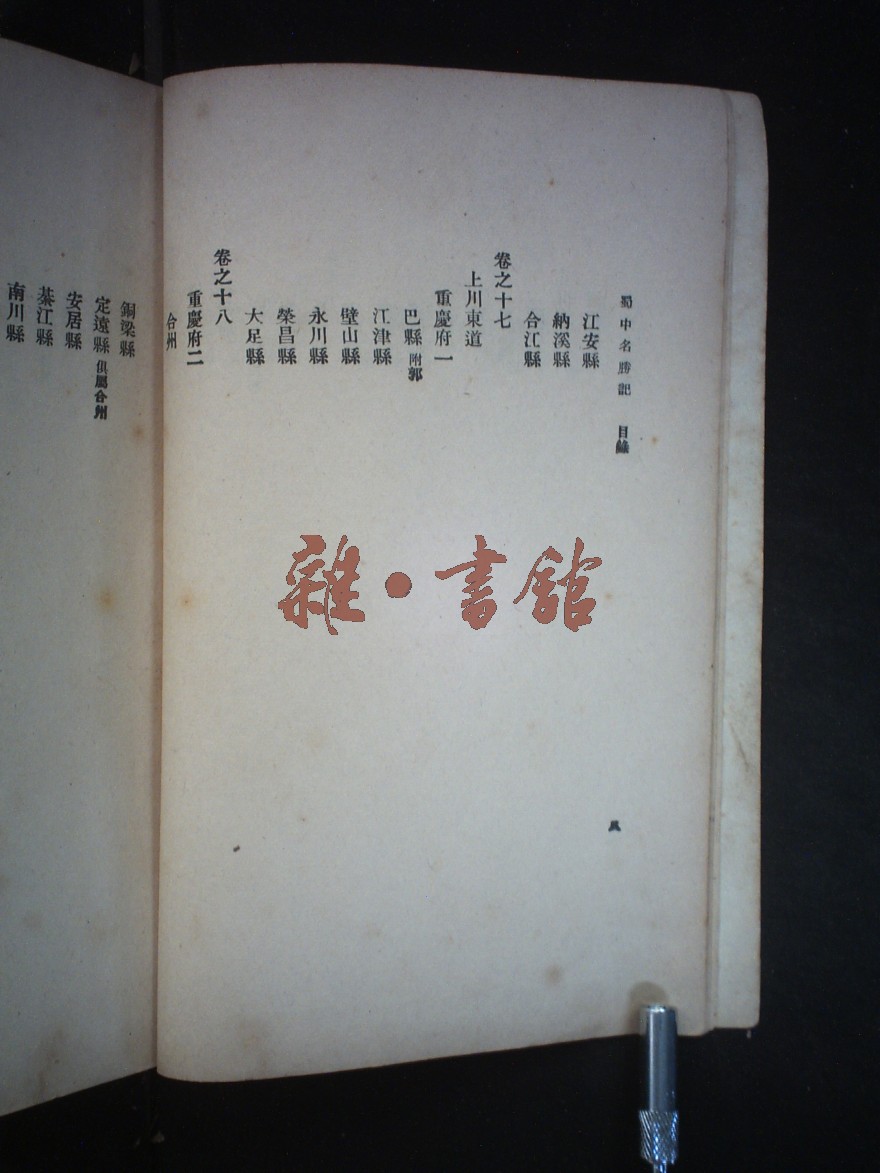 蜀中名勝記 目錄
江安縣
納溪縣
合江縣
卷之十七
上川東道
重慶府一
巴縣 附郭
江津縣
壁山縣
永川縣
榮昌縣
大足縣
卷之十八
重慶府二
合州
銅梁縣
定遠縣 俱屬合州
安居縣
綦江縣
南川縣
八
雜·書館